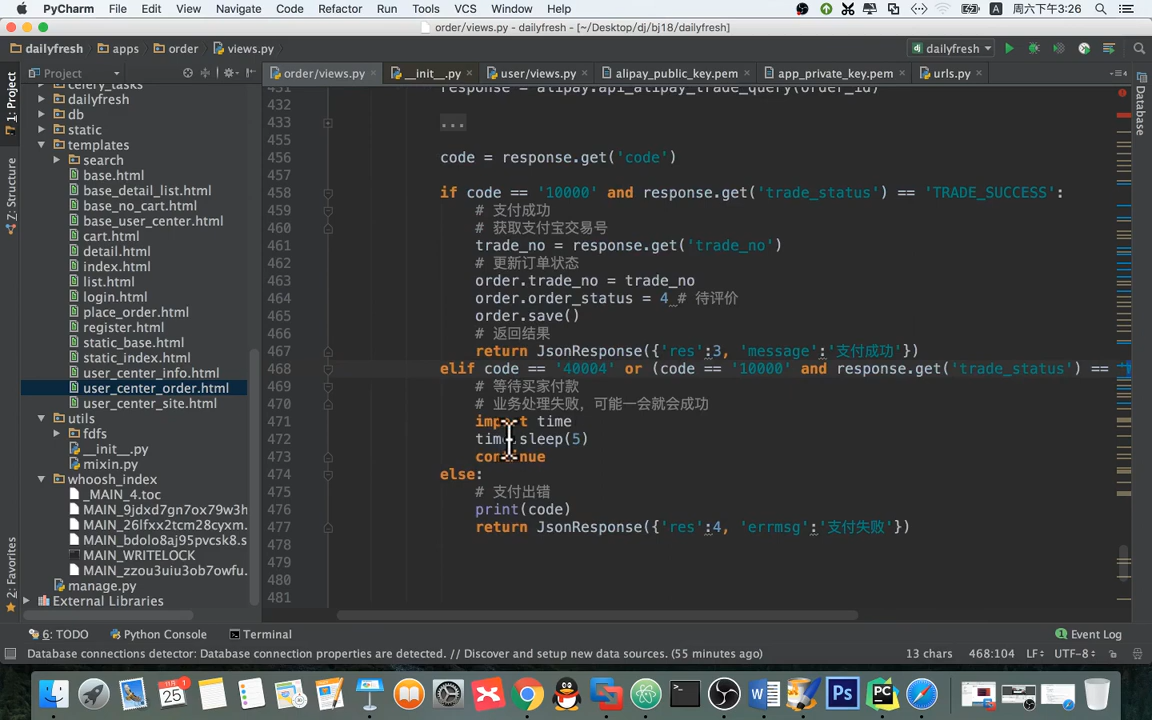 PyCharm File Edit View Navigate Code Refactor Run Tools VCS Window Help 周六下午3:26
order/views.py - dailyfresh - [~/Desktop/dj/bj18/dailyfresh]
dailyfresh apps order views.py dailyfresh
Project order/views.py __init__.py user/views.py alipay_public_key.pem app_private_key.pem urls.py
1: Project
Z: Structure
2: Favorites
Database
celery_tasks
dailyfresh
db
static
templates
search
base.html
base_detail_list.html
base_no_cart.html
base_user_center.html
cart.html
detail.html
index.html
list.html
login.html
place_order.html
register.html
static_base.html
static_index.html
user_center_info.html
user_center_order.html
user_center_site.html
utils
fdfs
__init__.py
mixin.py
whoosh_index
_MAIN_4.toc
MAIN_9jdxd7gn7ox79w3h
MAIN_26lfxx2tcm28cyxm.
MAIN_bdolo8aj95pvcsk8.s
MAIN_WRITELOCK
MAIN_zzou3uiu3ob7owfu.
manage.py
External Libraries
431 response = alipay.api_alipay_trade_query(order_id)
432
433 ...
455
456 code = response.get('code')
457
458 if code == '10000' and response.get('trade_status') == 'TRADE_SUCCESS':
459 # 支付成功
460 # 获取支付宝交易号
461 trade_no = response.get('trade_no')
462 # 更新订单状态
463 order.trade_no = trade_no
464 order.order_status = 4 # 待评价
465 order.save()
466 # 返回结果
467 return JsonResponse({'res':3, 'message':'支付成功'})
468 elif code == '40004' or (code == '10000' and response.get('trade_status') ==
469 # 等待买家付款
470 # 业务处理失败，可能一会就会成功
471 import time
472 time.sleep(5)
473 continue
474 else:
475 # 支付出错
476 print(code)
477 return JsonResponse({'res':4, 'errmsg':'支付失败'})
478
479
480
481
6: TODO Python Console Terminal 1 Event Log
Database connections detector: Database connection properties are detected. // Discover and setup new data sources. (55 minutes ago) 13 chars 468:104 LF÷ UTF-8÷